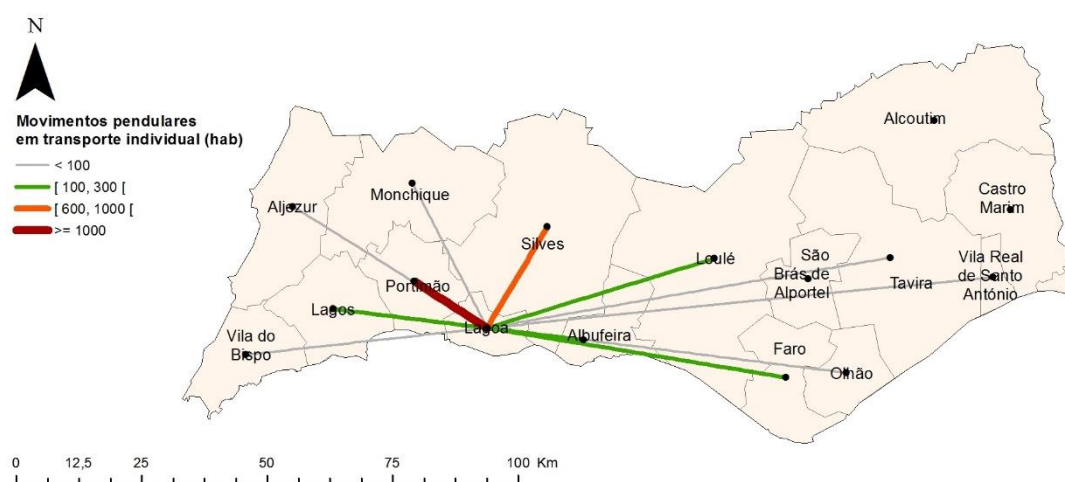 N
Movimentos pendulares
em transporte individual (hab)
< 100
[ 100, 300 [
[ 600, 1000 [
>= 1000
Alcoutim
Monchique
Castro
Marim
Aljezur
Silves
Loulé
São
Brás de
Alportel
Tavira
Vila Real
de Santo
António
Portimão
Lagos
Lagoa
Albufeira
Vila do
Bispo
Faro
Olhão
0 12,5 25 50 75 100 Km